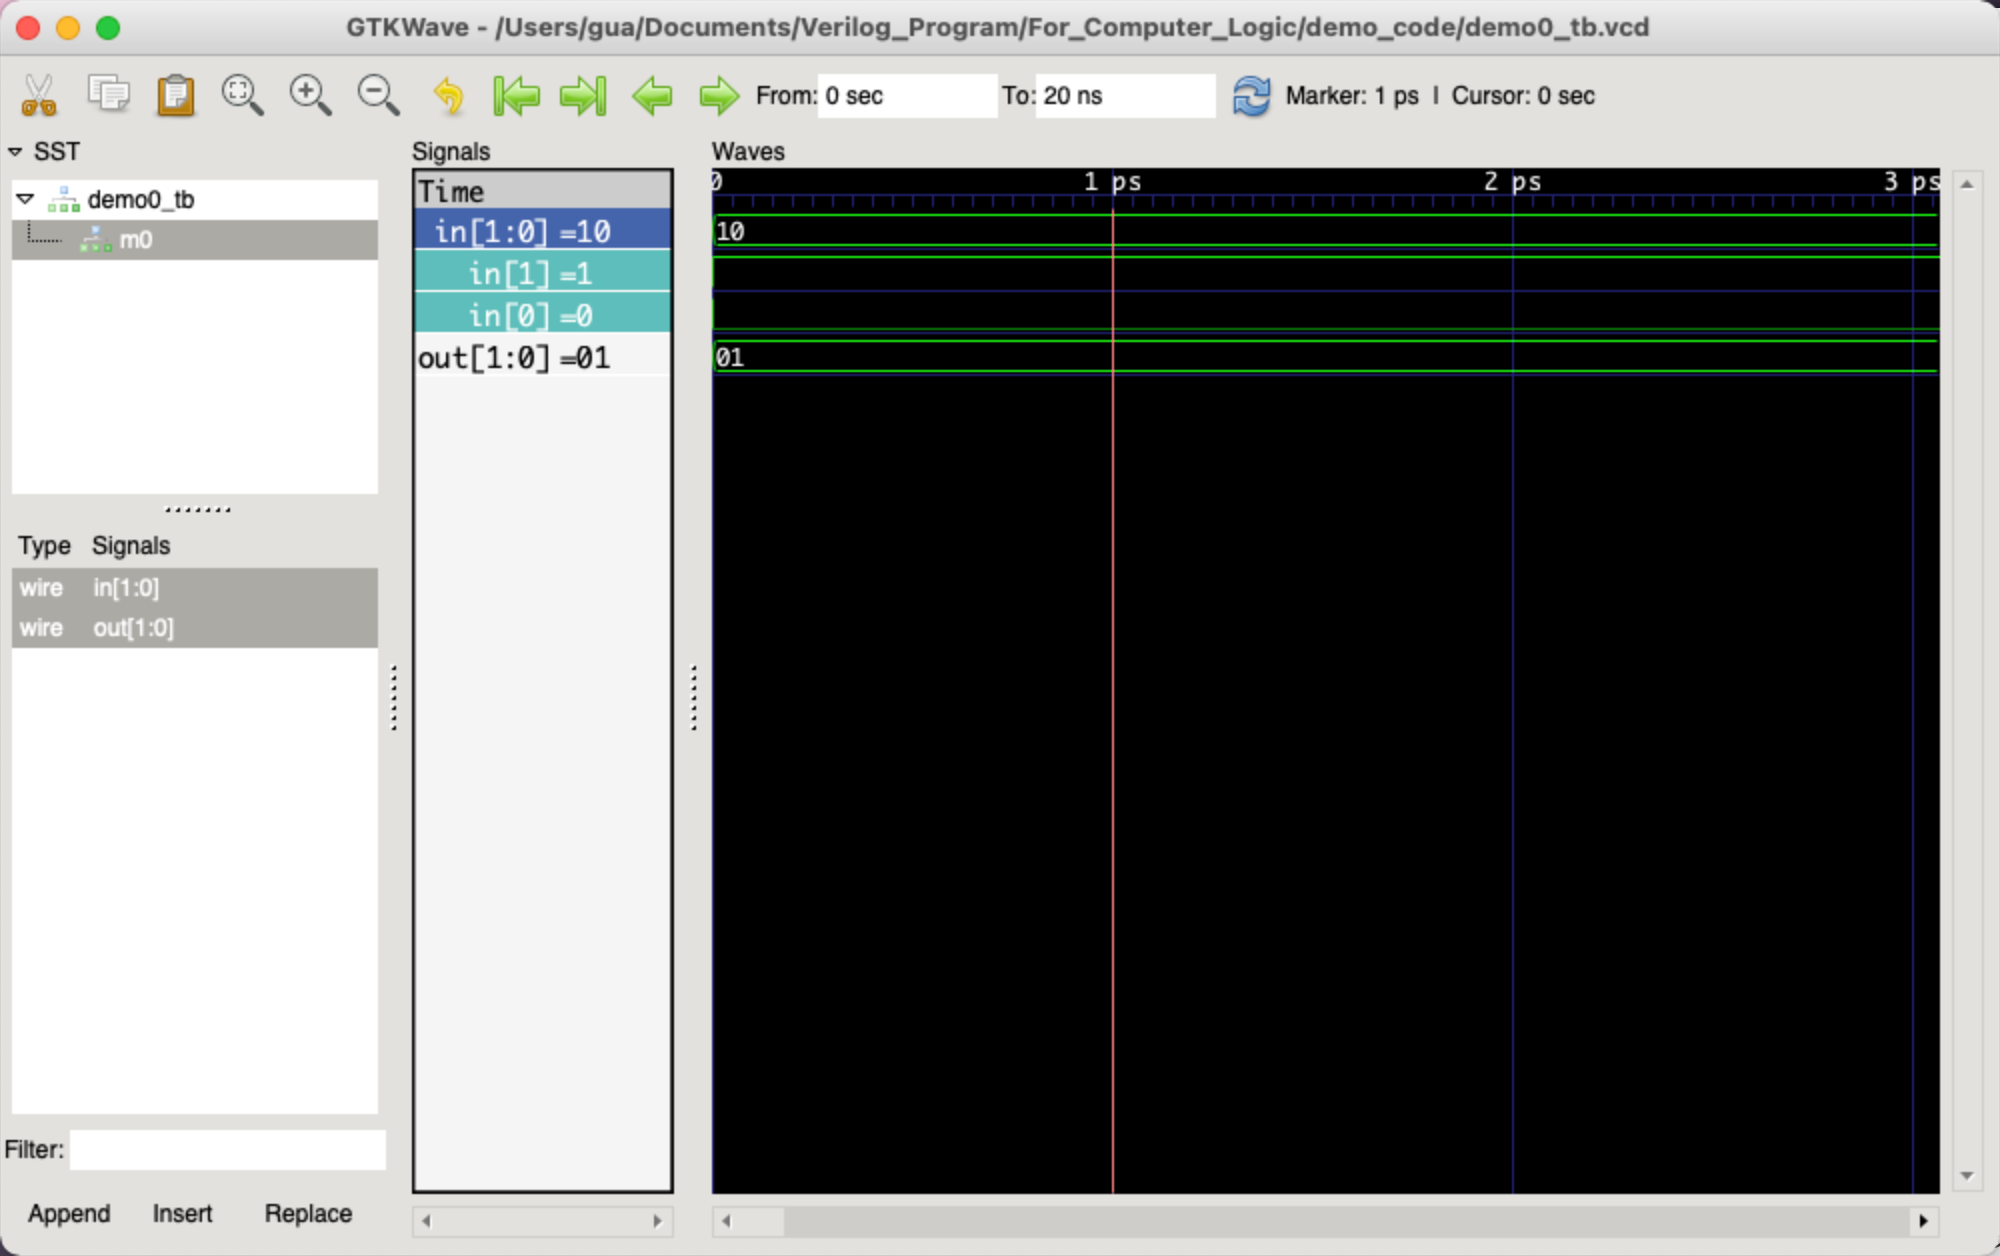 GTKWave - /Users/gua/Documents/Verilog_Program/For_Computer_Logic/demo_code/demo0_tb.vcd
From: 0 sec To: 20 ns Marker: 1 ps | Cursor: 0 sec
SST
demo0_tb
m0
Type Signals
wire in[1:0]
wire out[1:0]
Filter:
Append Insert Replace
Signals
Time
in[1:0] =10
in[1] =1
in[0] =0
out[1:0] =01
Waves
0 1 ps 2 ps 3 ps
10
01